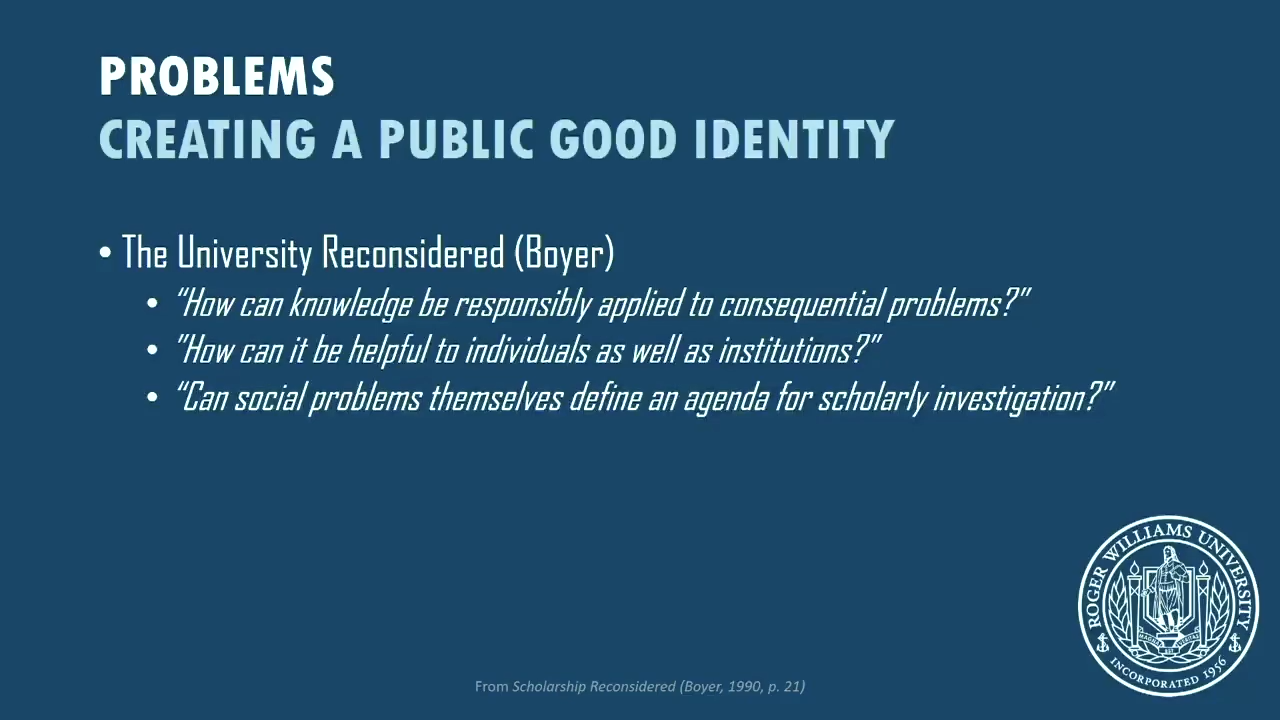 PROBLEMS
CREATING A PUBLIC GOOD IDENTITY
• The University Reconsidered (Boyer)
• “How can knowledge be responsibly applied to consequential problems?”
• ”How can it be helpful to individuals as well as institutions?”
• “Can social problems themselves define an agenda for scholarly investigation?”
ROGER WILLIAMS UNIVERSITY
INCORPORATED 1956
From Scholarship Reconsidered (Boyer, 1990, p. 21)